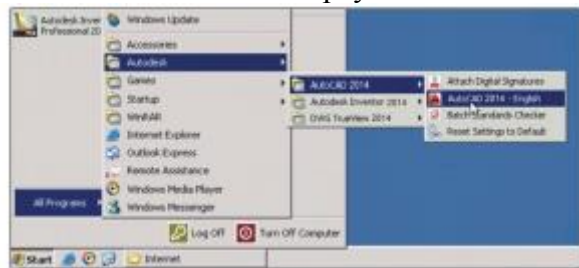 Autodesk Inver
Professional 20
Windows Update
Accessories
Autodesk
Games
Startup
WinRAR
Internet Explorer
Outlook Express
Remote Assistance
Windows Media Player
Windows Messenger
AutoCAD 2014
Autodesk Inventor 2014
DWG TrueView 2014
Attach Digital Signatures
AutoCAD 2014 - English
Batch Standards Checker
Reset Settings to Default
All Programs
Log Off
Turn Off Computer
Start
Internet